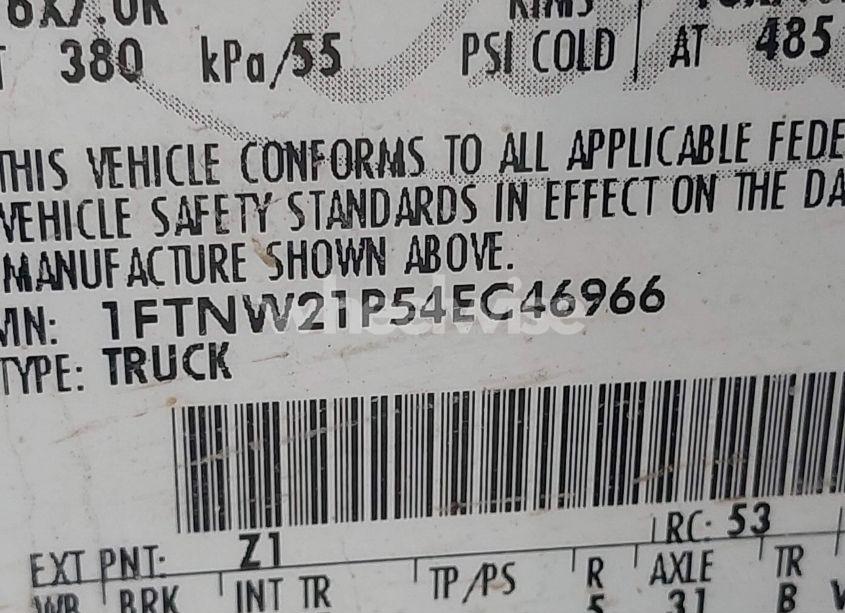 380 kPa/55 PSI COLD AT 485
THIS VEHICLE CONFORMS TO ALL APPLICABLE FEDE
VEHICLE SAFETY STANDARDS IN EFFECT ON THE DA
MANUFACTURE SHOWN ABOVE.
VIN: 1FTNW21P54EC46966
wheelwise
TYPE: TRUCK
EXT PNT: Z1 RC: 53
WB BRK INT TR TP/PS R AXLE TR
5 31 B